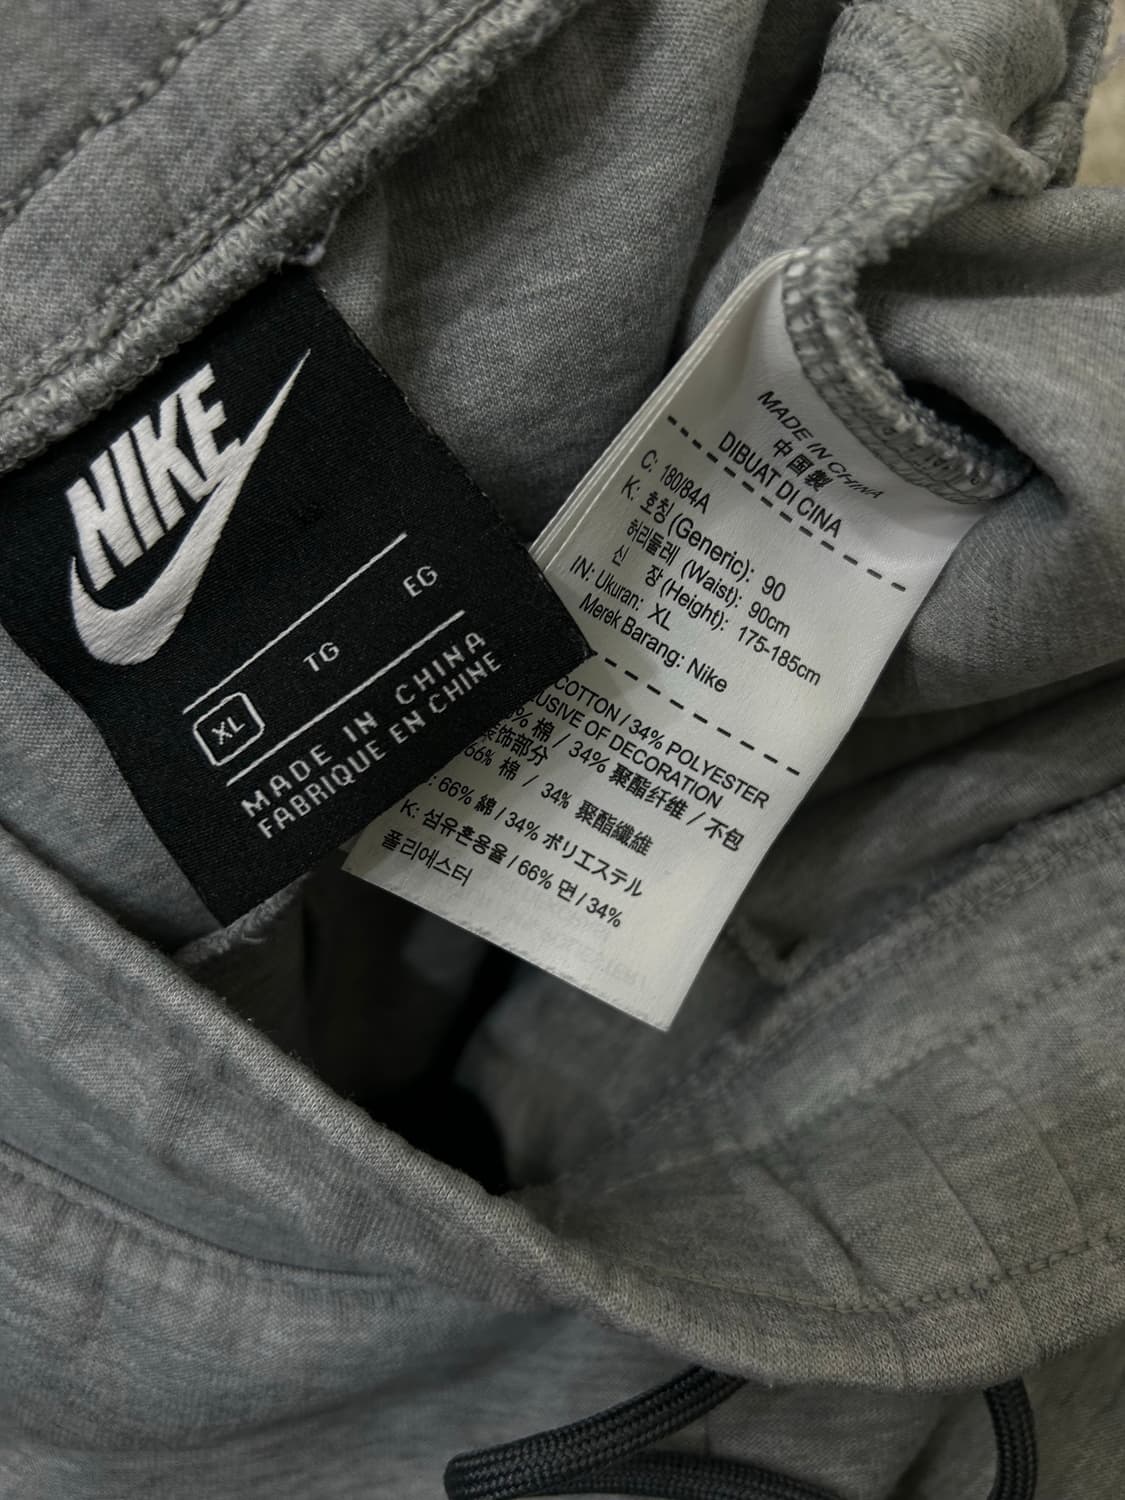 NIKE
XL TG EG
MADE IN CHINA
FABRIQUE EN CHINE
MADE IN CHINA
中国製
DIBUAT DI CINA
C: 180/84A
K: 호칭 (Generic): 90
허리둘레 (Waist): 90cm
신 장 (Height): 175-185cm
IN: Ukuran: XL
Merek Barang: Nike
COTTON / 34% POLYESTER
USIVE OF DECORATION
% 棉 / 34% 聚酯纤维 / 不包
装饰部分
66% 棉 / 34% 聚酯纖維
: 66% 綿 / 34% ポリエステル
K: 섬유혼용율 / 66% 면 / 34%
폴리에스터